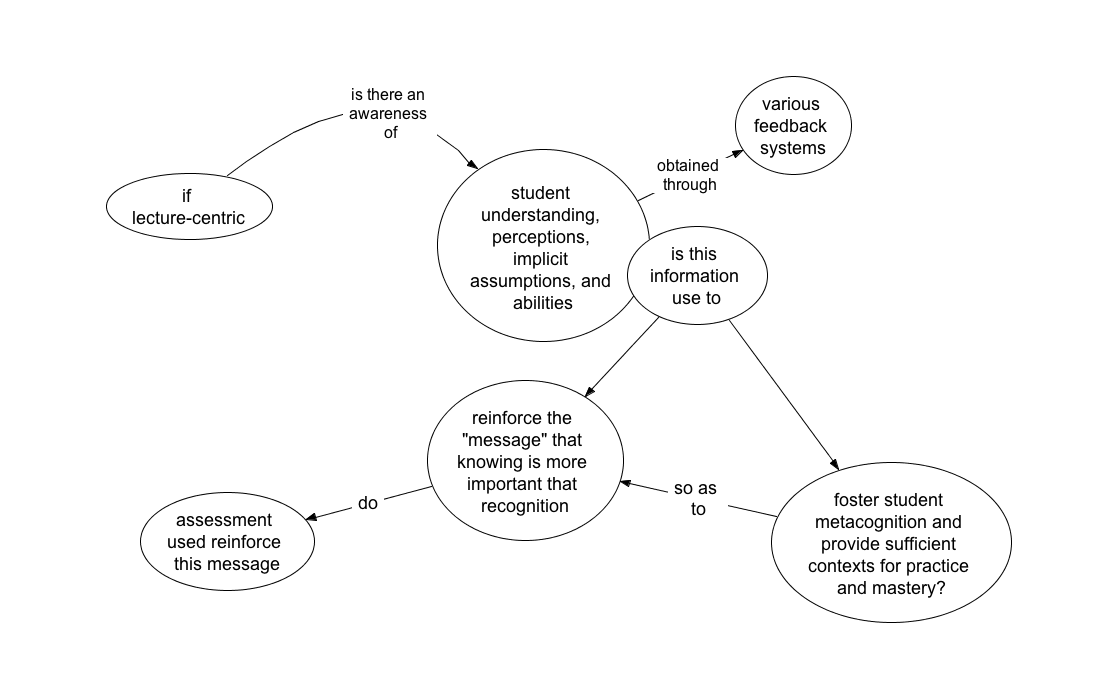 if
lecture-centric
is there an
awareness
of
student
understanding,
perceptions,
implicit
assumptions, and
abilities
obtained
through
various
feedback
systems
is this
information
use to
reinforce the
"message" that
knowing is more
important that
recognition
do
assessment
used reinforce
this message
so as
to
foster student
metacognition and
provide sufficient
contexts for practice
and mastery?